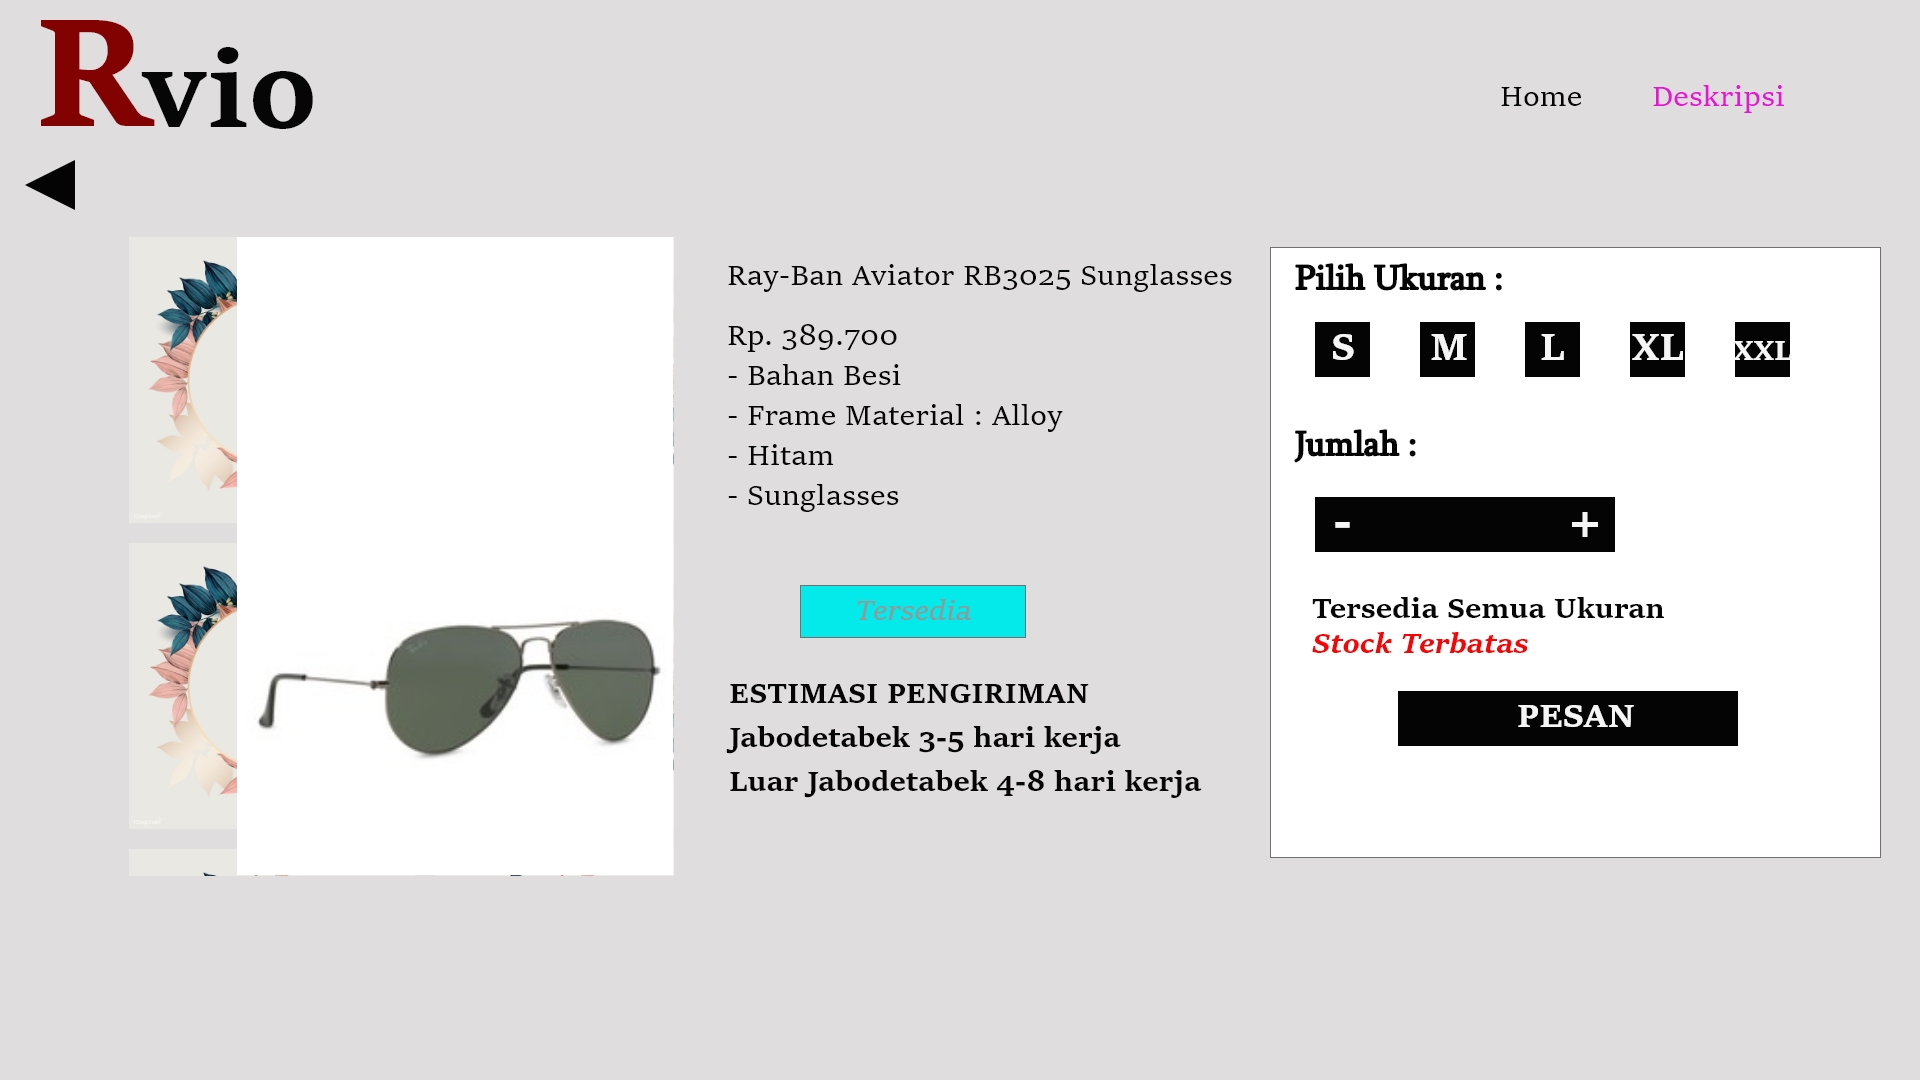 Rvio
Home
Deskripsi
Ray-Ban Aviator RB3025 Sunglasses
Rp. 389.700
- Bahan Besi
- Frame Material : Alloy
- Hitam
- Sunglasses
Tersedia
ESTIMASI PENGIRIMAN
Jabodetabek 3-5 hari kerja
Luar Jabodetabek 4-8 hari kerja
Pilih Ukuran :
S M L XL XXL
Jumlah :
- +
Tersedia Semua Ukuran
Stock Terbatas
PESAN